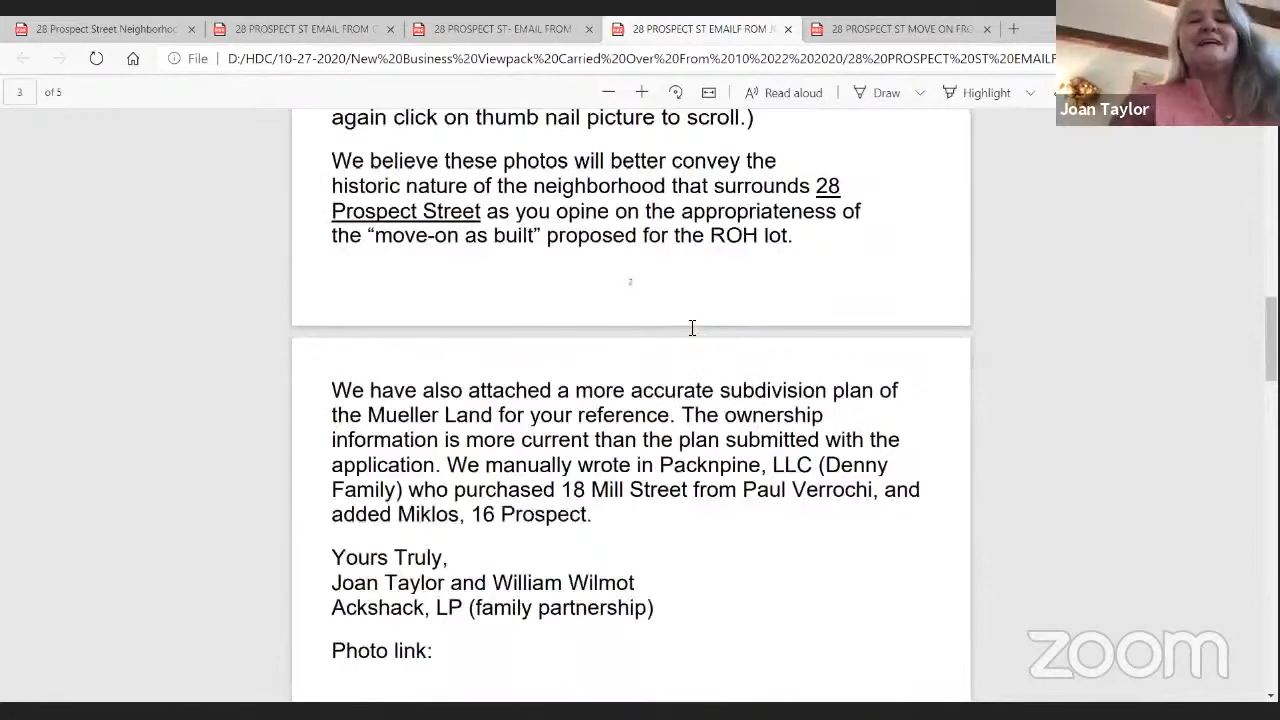 28 Prospect Street Neighborhoo
28 PROSPECT ST EMAIL FROM C
28 PROSPECT ST- EMAIL FROM
28 PROSPECT ST EMAILF ROM JO
28 PROSPECT ST MOVE ON FRO
File
D:/HDC/10-27-2020/New%20Business%20Viewpack%20Carried%20Over%20From%2010%2022%202020/28%20PROSPECT%20ST%20EMAILF
3 of 5
Read aloud
Draw
Highlight
Joan Taylor
again click on thumb nail picture to scroll.)
We believe these photos will better convey the
historic nature of the neighborhood that surrounds 28
Prospect Street as you opine on the appropriateness of
the “move-on as built” proposed for the ROH lot.
2
We have also attached a more accurate subdivision plan of
the Mueller Land for your reference. The ownership
information is more current than the plan submitted with the
application. We manually wrote in Packnpine, LLC (Denny
Family) who purchased 18 Mill Street from Paul Verrochi, and
added Miklos, 16 Prospect.
Yours Truly,
Joan Taylor and William Wilmot
Ackshack, LP (family partnership)
Photo link:
zoom